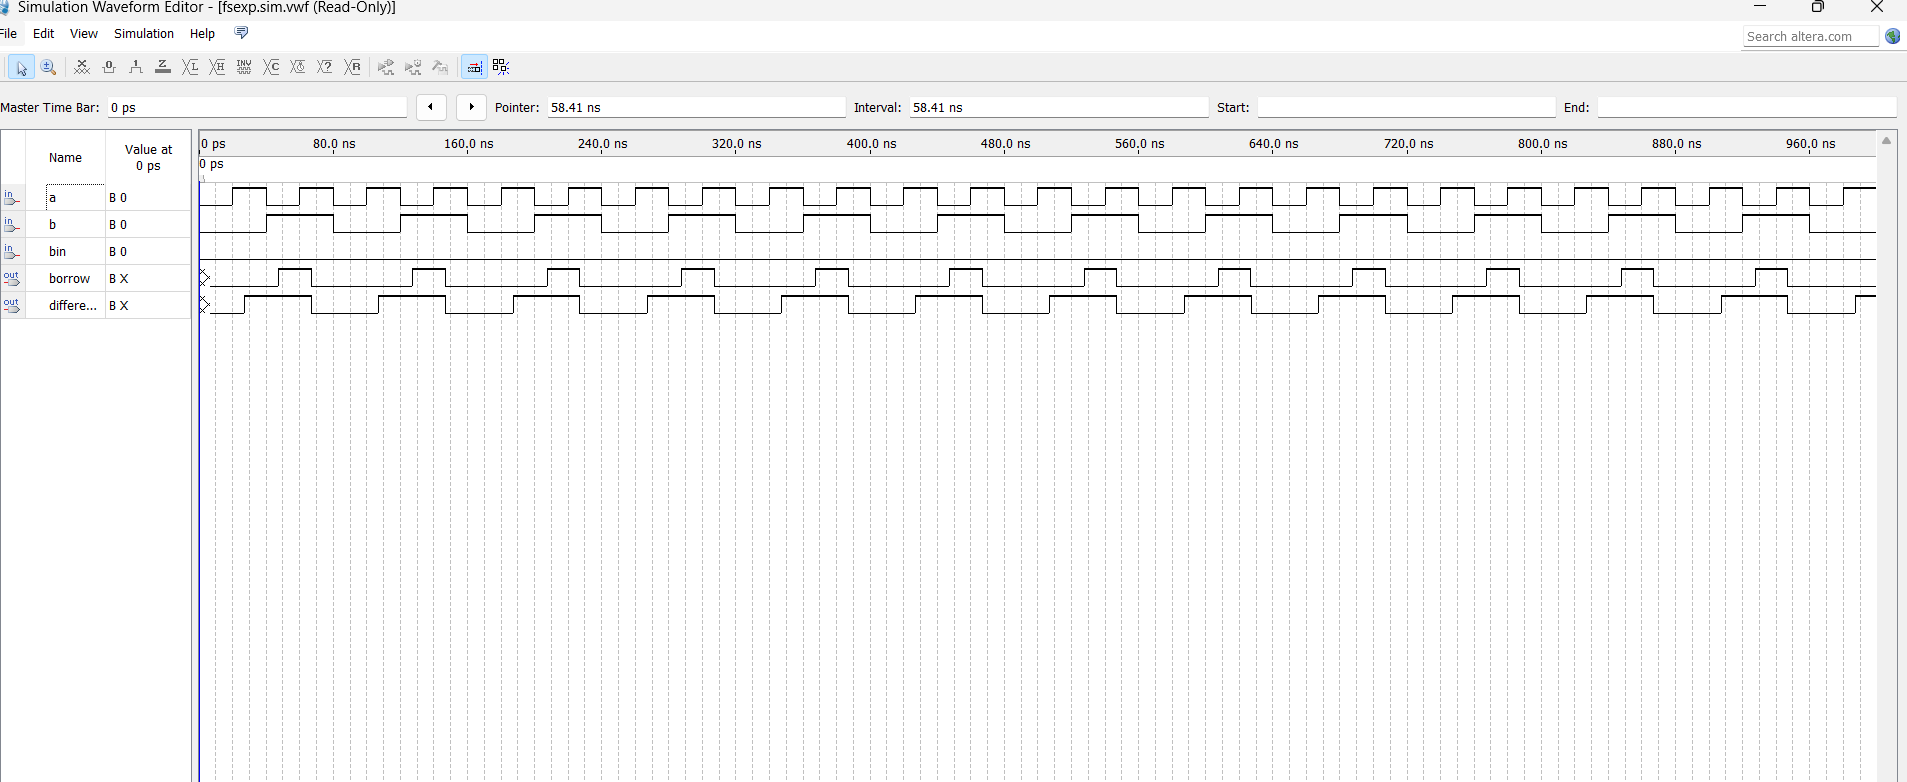 Simulation Waveform Editor - [fsexp.sim.vwf (Read-Only)]
File Edit View Simulation Help
Search altera.com
Master Time Bar: 0 ps Pointer: 58.41 ns Interval: 58.41 ns Start: End:
Name Value at 0 ps
0 ps 80.0 ns 160.0 ns 240.0 ns 320.0 ns 400.0 ns 480.0 ns 560.0 ns 640.0 ns 720.0 ns 800.0 ns 880.0 ns 960.0 ns
0 ps
in a B 0
in b B 0
in bin B 0
out borrow B X
out differe... B X